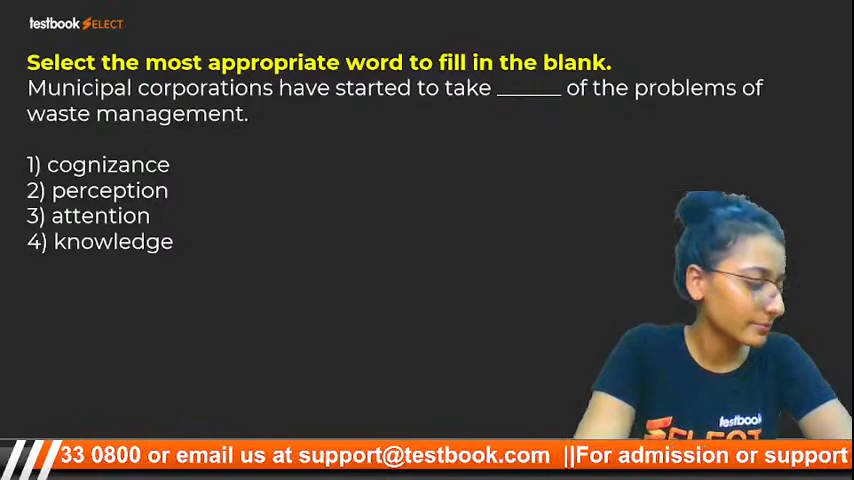 testbook SELECT
Select the most appropriate word to fill in the blank.
Municipal corporations have started to take ______ of the problems of
waste management.
1) cognizance
2) perception
3) attention
4) knowledge
testbook
SELECT
33 0800 or email us at support@testbook.com ||For admission or support